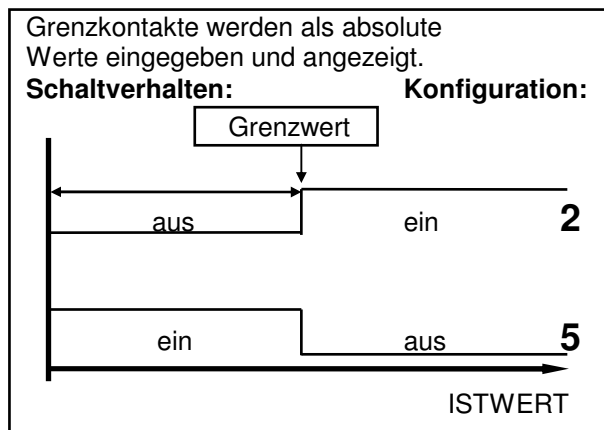 Grenzkontakte werden als absolute
Werte eingegeben und angezeigt.
Schaltverhalten: Konfiguration:
Grenzwert
aus ein 2
ein aus 5
ISTWERT